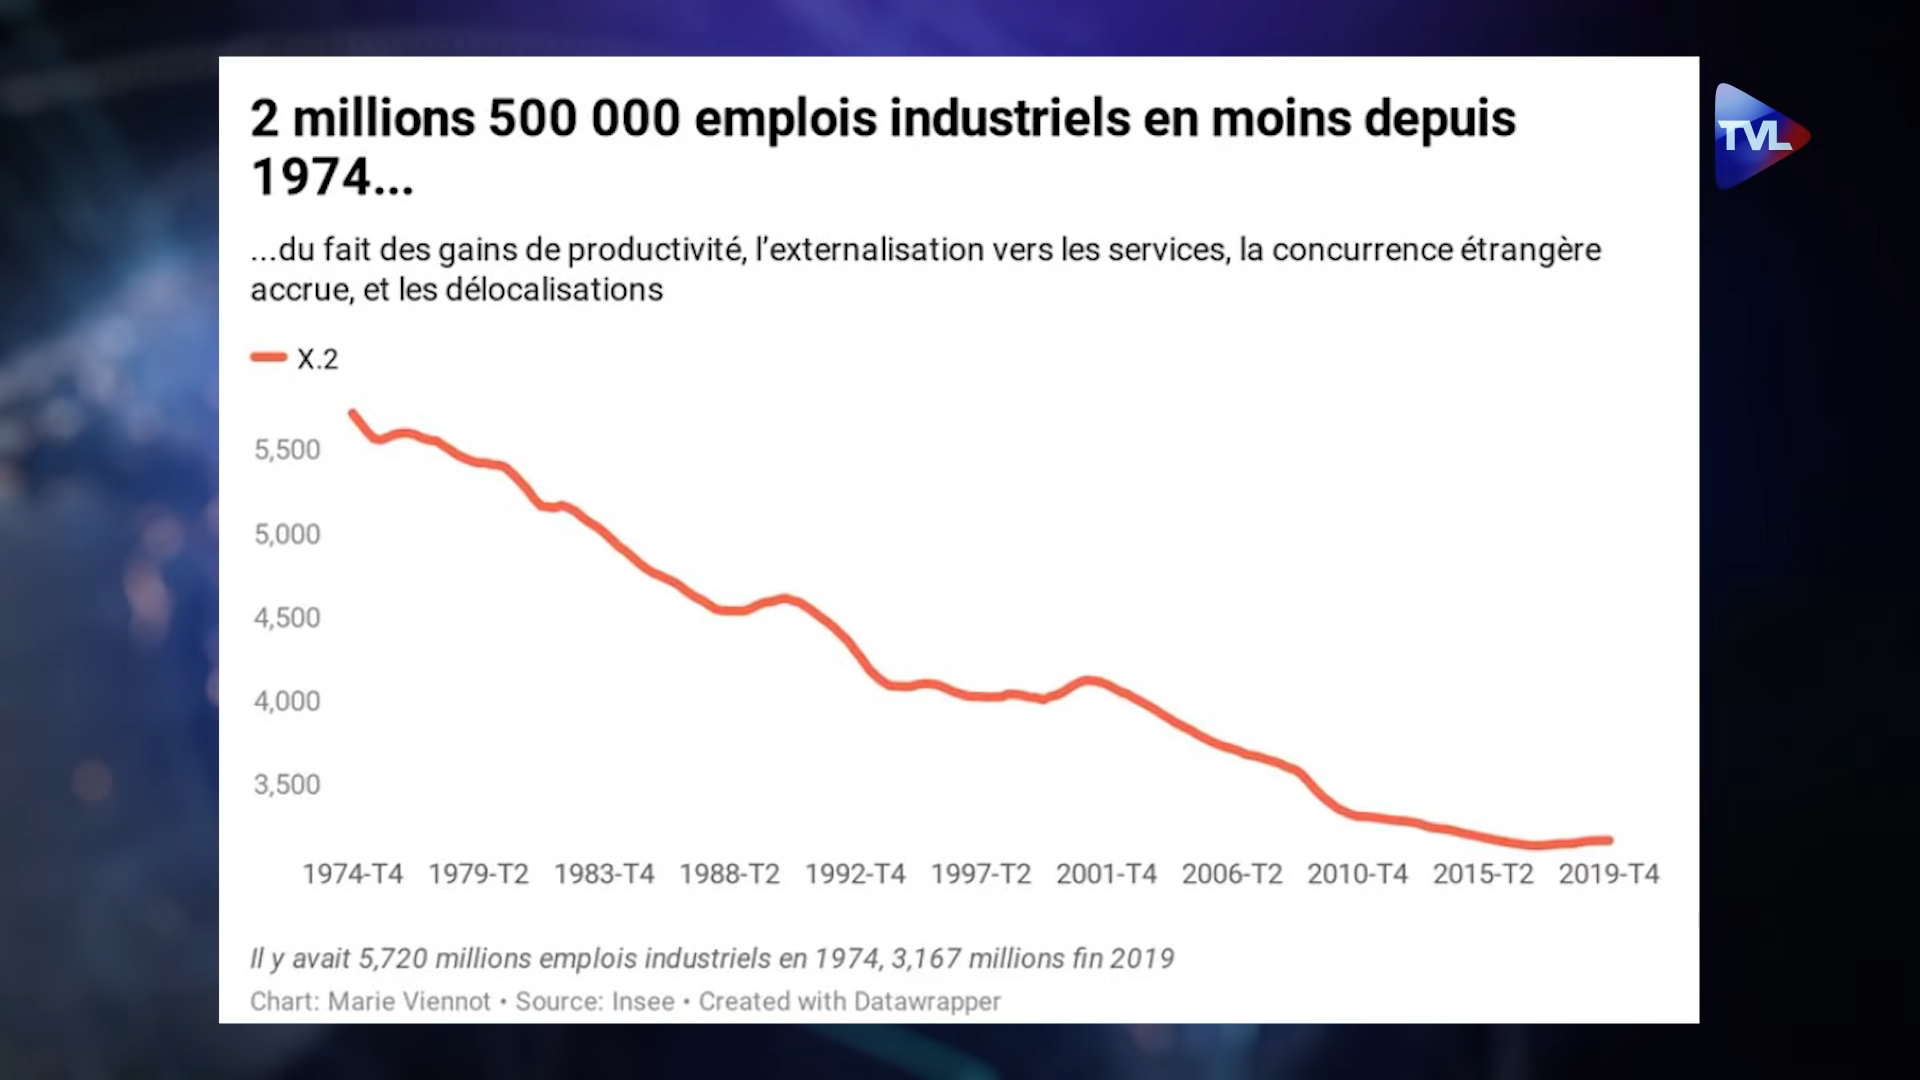 2 millions 500 000 emplois industriels en moins depuis
1974...
...du fait des gains de productivité, l'externalisation vers les services, la concurrence étrangère
accrue, et les délocalisations
X.2
5,500
5,000
4,500
4,000
3,500
1974-T4 1979-T2 1983-T4 1988-T2 1992-T4 1997-T2 2001-T4 2006-T2 2010-T4 2015-T2 2019-T4
Il y avait 5,720 millions emplois industriels en 1974, 3,167 millions fin 2019
Chart: Marie Viennot • Source: Insee • Created with Datawrapper
TVL